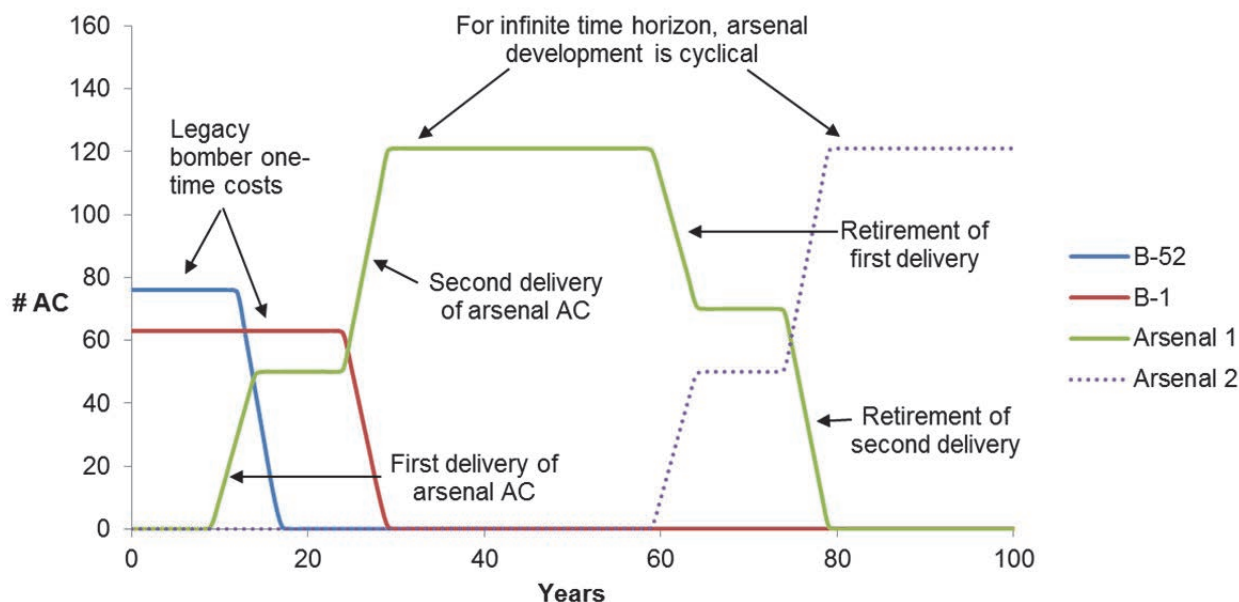 160
140
120
100
80
60
40
20
0
# AC
0
20
40
60
80
100
Years
For infinite time horizon, arsenal
development is cyclical
Legacy
bomber one-
time costs
Second delivery
of arsenal AC
First delivery of
arsenal AC
Retirement of
first delivery
Retirement of
second delivery
B-52
B-1
Arsenal 1
Arsenal 2